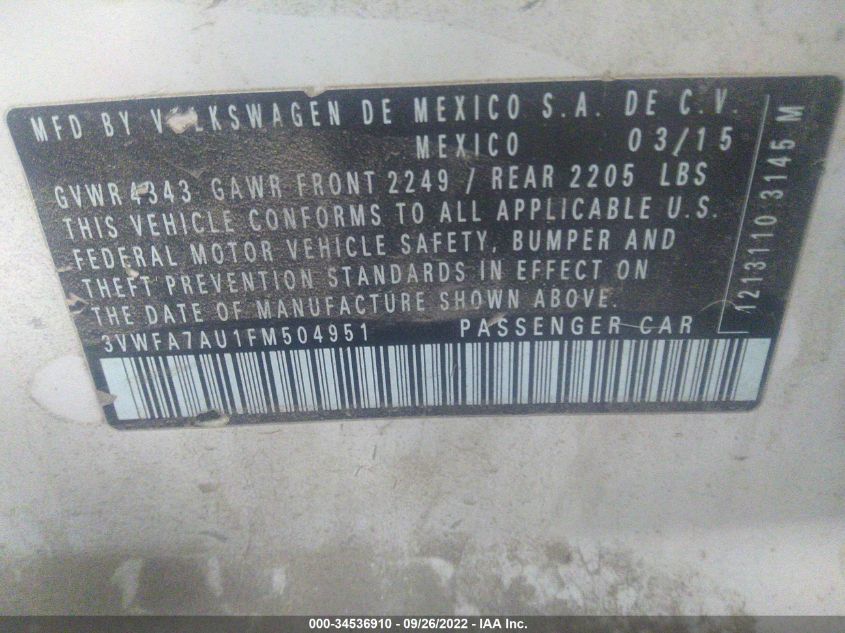 MFD BY VOLKSWAGEN DE MEXICO S.A. DE C.V.
MEXICO 03/15
GVWR 4343 GAWR FRONT 2249 / REAR 2205 LBS
THIS VEHICLE CONFORMS TO ALL APPLICABLE U.S.
FEDERAL MOTOR VEHICLE SAFETY, BUMPER AND
THEFT PREVENTION STANDARDS IN EFFECT ON
THE DATE OF MANUFACTURE SHOWN ABOVE.
3VWFA7AU1FM504951 PASSENGER CAR
1213110 3145 M
000-34536910 - 09/26/2022 - IAA Inc.